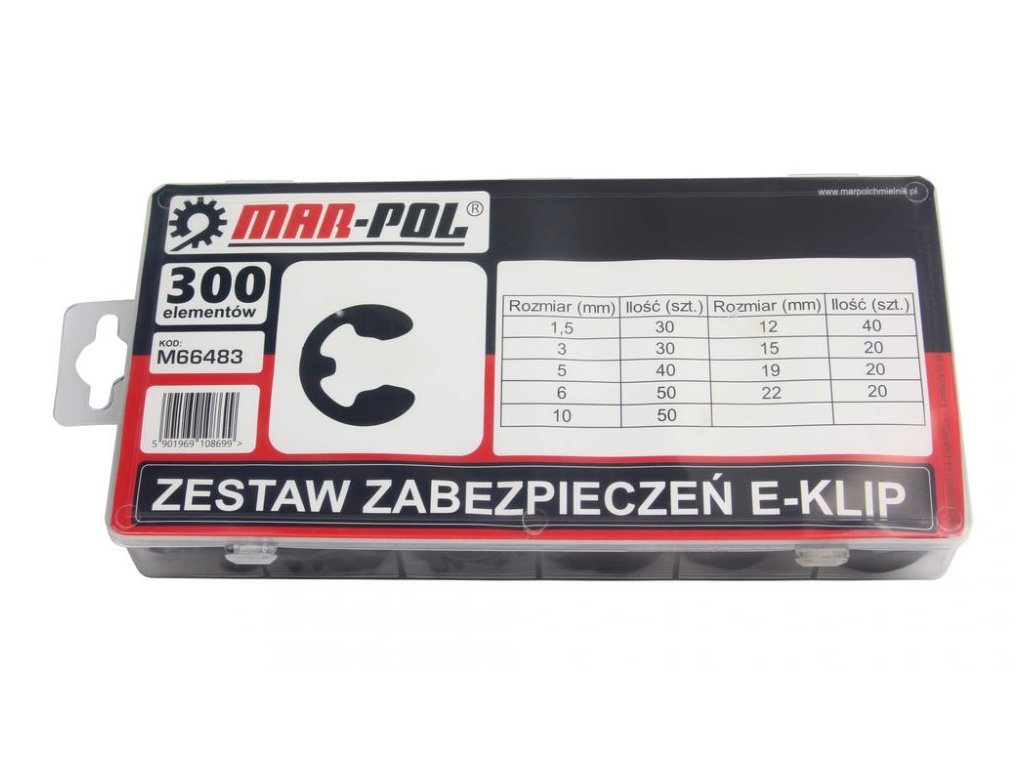 www.marpolchmielnik.pl
MAR-POL®
300
elementów
KOD:
M66483
5 901969 108699 >
Rozmiar (mm) Ilość (szt.) Rozmiar (mm) Ilość (szt.)
1,5 30 12 40
3 30 15 20
5 40 19 20
6 50 22 20
10 50
ZESTAW ZABEZPIECZEŃ E-KLIP